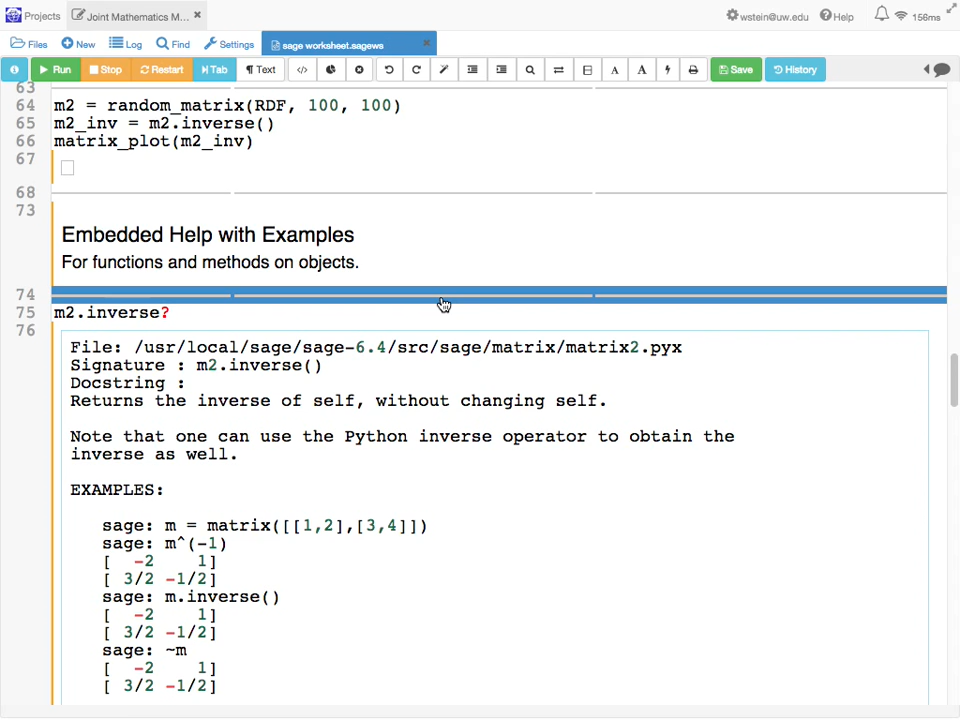 Projects Joint Mathematics M... × wstein@uw.edu Help 156ms
Files New Log Find Settings sage worksheet.sagews ×
Run Stop Restart Tab Text </> A A Save History
63
64 m2 = random_matrix(RDF, 100, 100)
65 m2_inv = m2.inverse()
66 matrix_plot(m2_inv)
67
68
73
Embedded Help with Examples
For functions and methods on objects.
74
75 m2.inverse?
76
File: /usr/local/sage/sage-6.4/src/sage/matrix/matrix2.pyx
Signature : m2.inverse()
Docstring :
Returns the inverse of self, without changing self.
Note that one can use the Python inverse operator to obtain the
inverse as well.
EXAMPLES:
sage: m = matrix([[1,2],[3,4]])
sage: m^(-1)
[ -2 1]
[ 3/2 -1/2]
sage: m.inverse()
[ -2 1]
[ 3/2 -1/2]
sage: ~m
[ -2 1]
[ 3/2 -1/2]